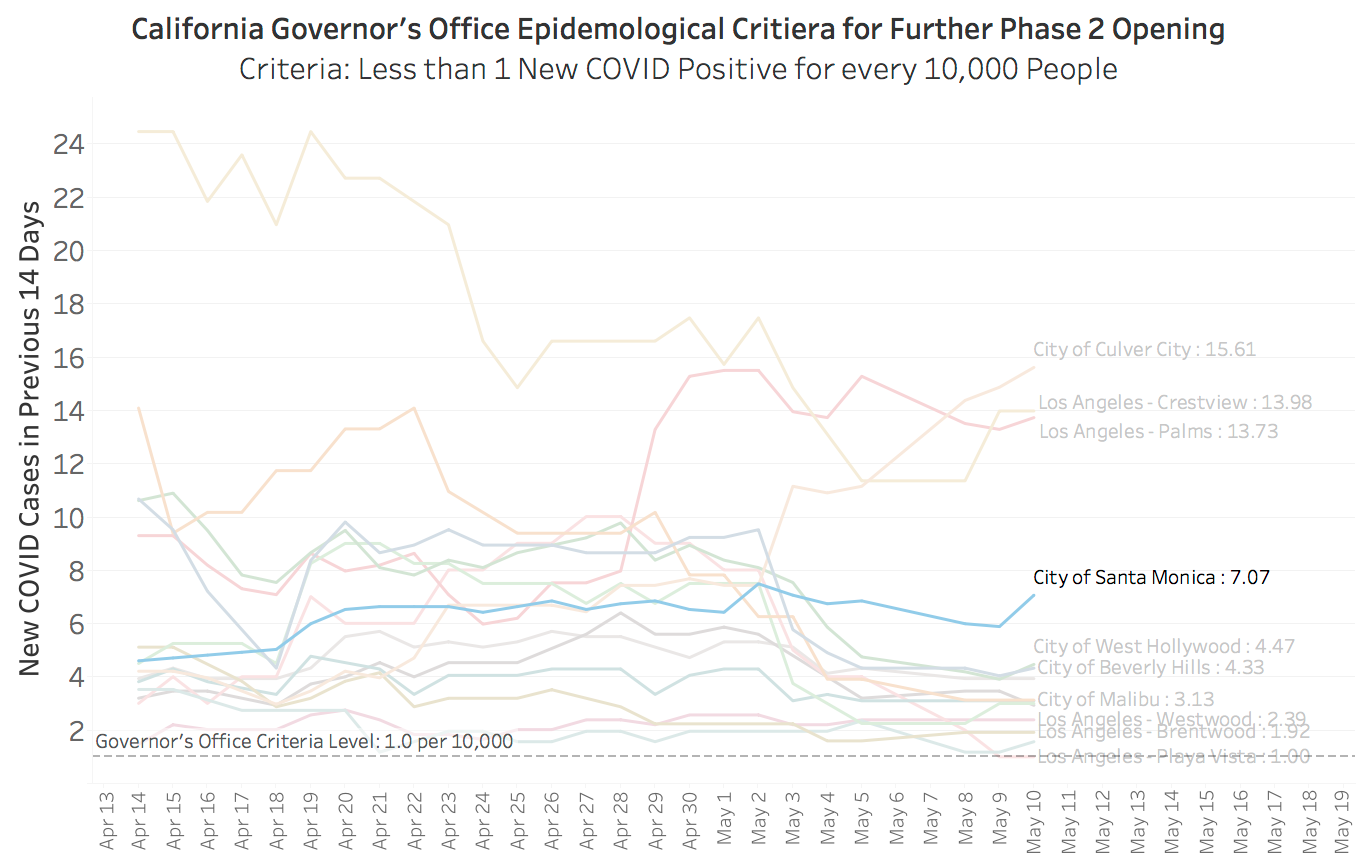 California Governor's Office Epidemological Critiera for Further Phase 2 Opening
Criteria: Less than 1 New COVID Positive for every 10,000 People
New COVID Cases in Previous 14 Days
24
22
20
18
16
14
12
10
8
6
4
2
City of Culver City : 15.61
Los Angeles - Crestview : 13.98
Los Angeles - Palms : 13.73
City of Santa Monica : 7.07
City of West Hollywood : 4.47
City of Beverly Hills : 4.33
City of Malibu : 3.13
Los Angeles - Westwood : 2.39
Los Angeles - Brentwood : 1.92
Governor's Office Criteria Level: 1.0 per 10,000
Los Angeles - Playa Vista : 1.00
Apr 13
Apr 14
Apr 15
Apr 16
Apr 17
Apr 18
Apr 19
Apr 20
Apr 21
Apr 22
Apr 23
Apr 24
Apr 25
Apr 26
Apr 27
Apr 28
Apr 29
Apr 30
May 1
May 2
May 3
May 4
May 5
May 6
May 7
May 8
May 9
May 10
May 11
May 12
May 13
May 14
May 15
May 16
May 17
May 18
May 19